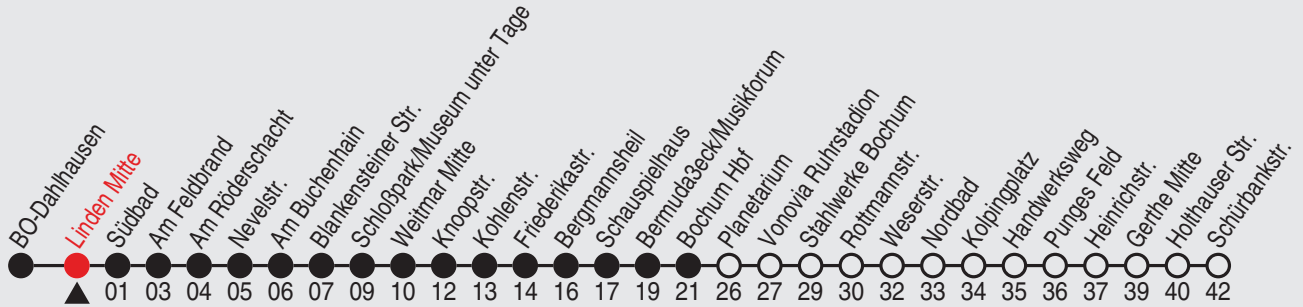 BO-Dahlhausen
Linden Mitte
Südbad
Am Feldbrand
Am Röderschacht
Nevelstr.
Am Buchenhain
Blankensteiner Str.
Schloßpark/Museum unter Tage
Weitmar Mitte
Knoopstr.
Kohlenstr.
Friederikastr.
Bergmannsheil
Schauspielhaus
Bermuda3eck/Musikforum
Bochum Hbf
Planetarium
Vonovia Ruhrstadion
Stahlwerke Bochum
Rottmannstr.
Weserstr.
Nordbad
Kolpingplatz
Handwerksweg
Punges Feld
Heinrichstr.
Gerthe Mitte
Holthauser Str.
Schürbankstr.
01 03 04 05 06 07 09 10 12 13 14 16 17 19 21 26 27 29 30 32 33 34 35 36 37 39 40 42